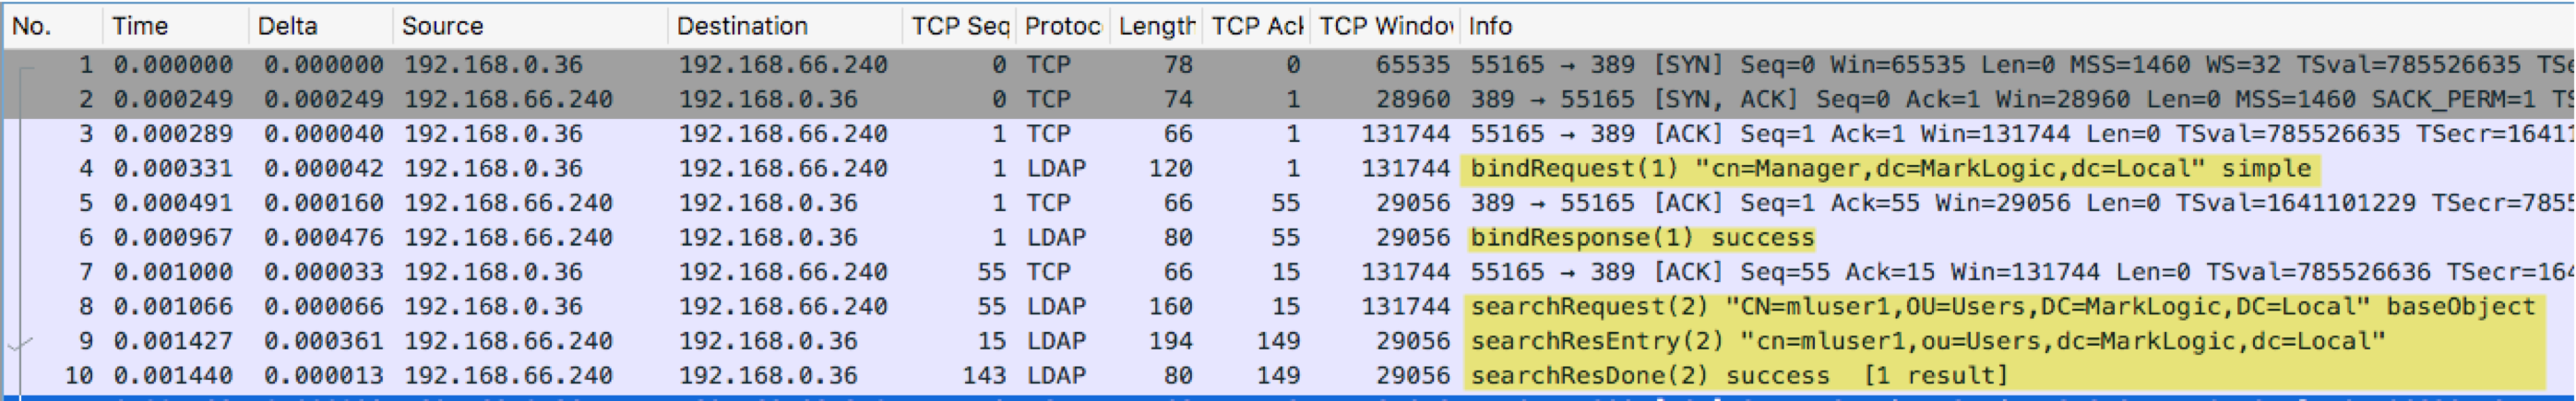 No. Time Delta Source Destination TCP Seq Protoc Length TCP Ack TCP Window Info
1 0.000000 0.000000 192.168.0.36 192.168.66.240 0 TCP 78 0 65535 55165 → 389 [SYN] Seq=0 Win=65535 Len=0 MSS=1460 WS=32 TSval=785526635 TSe
2 0.000249 0.000249 192.168.66.240 192.168.0.36 0 TCP 74 1 28960 389 → 55165 [SYN, ACK] Seq=0 Ack=1 Win=28960 Len=0 MSS=1460 SACK_PERM=1 TS
3 0.000289 0.000040 192.168.0.36 192.168.66.240 1 TCP 66 1 131744 55165 → 389 [ACK] Seq=1 Ack=1 Win=131744 Len=0 TSval=785526635 TSecr=16411
4 0.000331 0.000042 192.168.0.36 192.168.66.240 1 LDAP 120 1 131744 bindRequest(1) "cn=Manager,dc=MarkLogic,dc=Local" simple
5 0.000491 0.000160 192.168.66.240 192.168.0.36 1 TCP 66 55 29056 389 → 55165 [ACK] Seq=1 Ack=55 Win=29056 Len=0 TSval=1641101229 TSecr=7855
6 0.000967 0.000476 192.168.66.240 192.168.0.36 1 LDAP 80 55 29056 bindResponse(1) success
7 0.001000 0.000033 192.168.0.36 192.168.66.240 55 TCP 66 15 131744 55165 → 389 [ACK] Seq=55 Ack=15 Win=131744 Len=0 TSval=785526636 TSecr=164
8 0.001066 0.000066 192.168.0.36 192.168.66.240 55 LDAP 160 15 131744 searchRequest(2) "CN=mluser1,OU=Users,DC=MarkLogic,DC=Local" baseObject
9 0.001427 0.000361 192.168.66.240 192.168.0.36 15 LDAP 194 149 29056 searchResEntry(2) "cn=mluser1,ou=Users,dc=MarkLogic,dc=Local"
10 0.001440 0.000013 192.168.66.240 192.168.0.36 143 LDAP 80 149 29056 searchResDone(2) success [1 result]